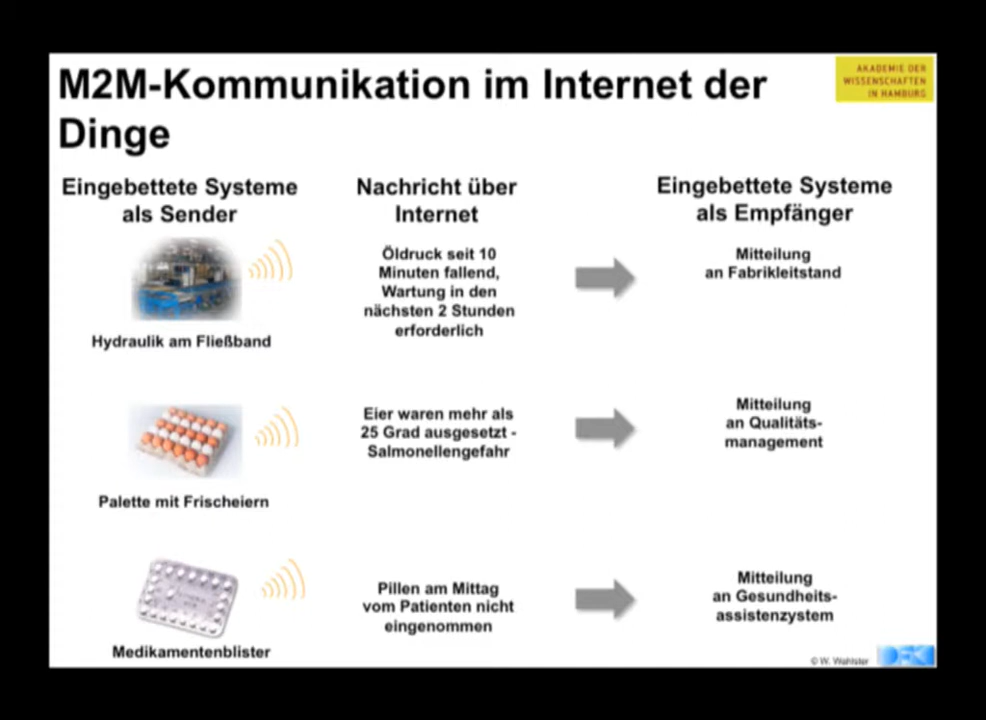 M2M-Kommunikation im Internet der
Dinge
AKADEMIE DER
WISSENSCHAFTEN
IN HAMBURG
Eingebettete Systeme
als Sender
Nachricht über
Internet
Eingebettete Systeme
als Empfänger
Hydraulik am Fließband
Öldruck seit 10
Minuten fallend,
Wartung in den
nächsten 2 Stunden
erforderlich
Mitteilung
an Fabrikleitstand
Palette mit Frischeiern
Eier waren mehr als
25 Grad ausgesetzt -
Salmonellengefahr
Mitteilung
an Qualitäts-
management
Medikamentenblister
Pillen am Mittag
vom Patienten nicht
eingenommen
Mitteilung
an Gesundheits-
assistenzystem
© W. Wahlster
DFKI